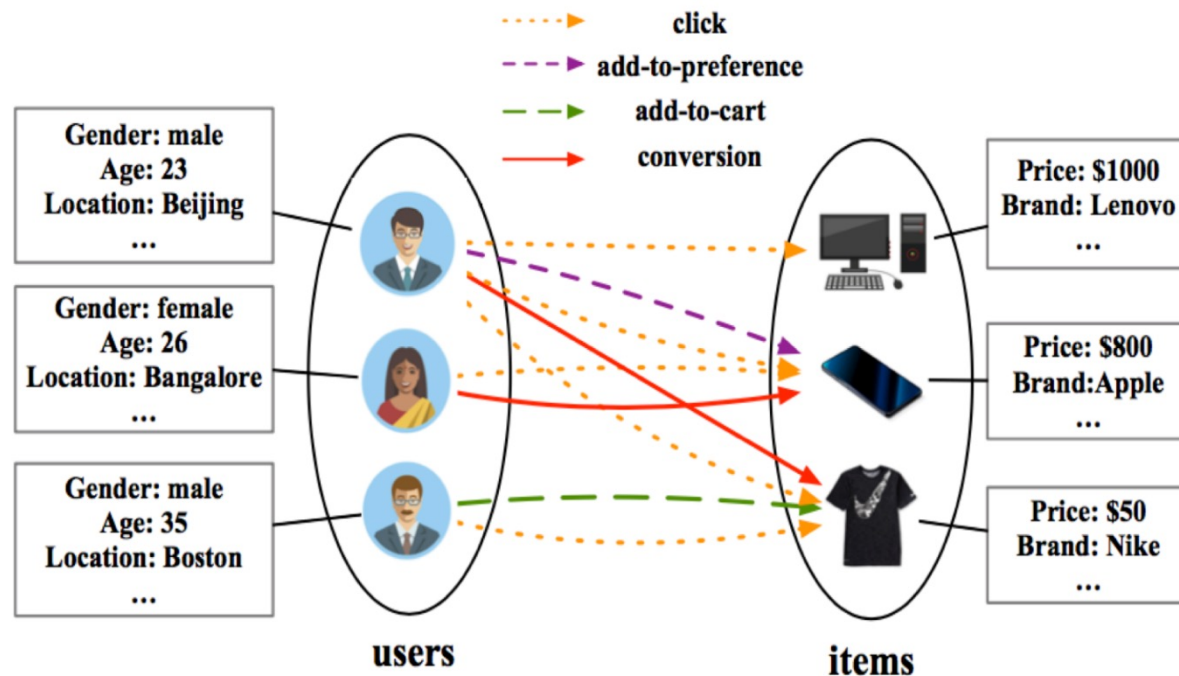 click
add-to-preference
add-to-cart
conversion
Gender: male
Age: 23
Location: Beijing
...
Gender: female
Age: 26
Location: Bangalore
...
Gender: male
Age: 35
Location: Boston
...
Price: $1000
Brand: Lenovo
...
Price: $800
Brand:Apple
...
Price: $50
Brand: Nike
...
users
items